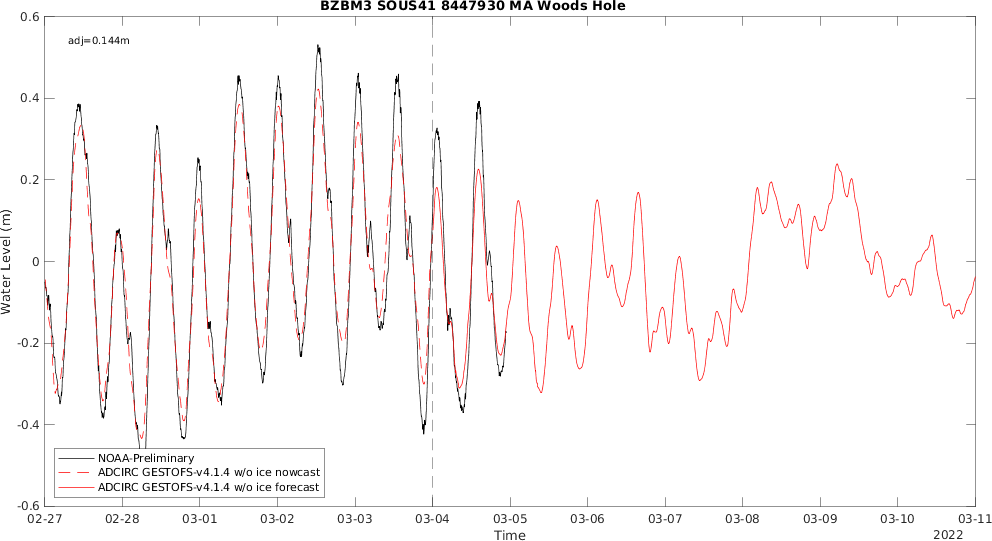 BZBM3 SOUS41 8447930 MA Woods Hole
adj=0.144m
0.6
0.4
0.2
0
-0.2
-0.4
-0.6
Water Level (m)
NOAA-Preliminary
ADCIRC GESTOFS-v4.1.4 w/o ice nowcast
ADCIRC GESTOFS-v4.1.4 w/o ice forecast
02-27 02-28 03-01 03-02 03-03 03-04 03-05 03-06 03-07 03-08 03-09 03-10 03-11
Time
2022